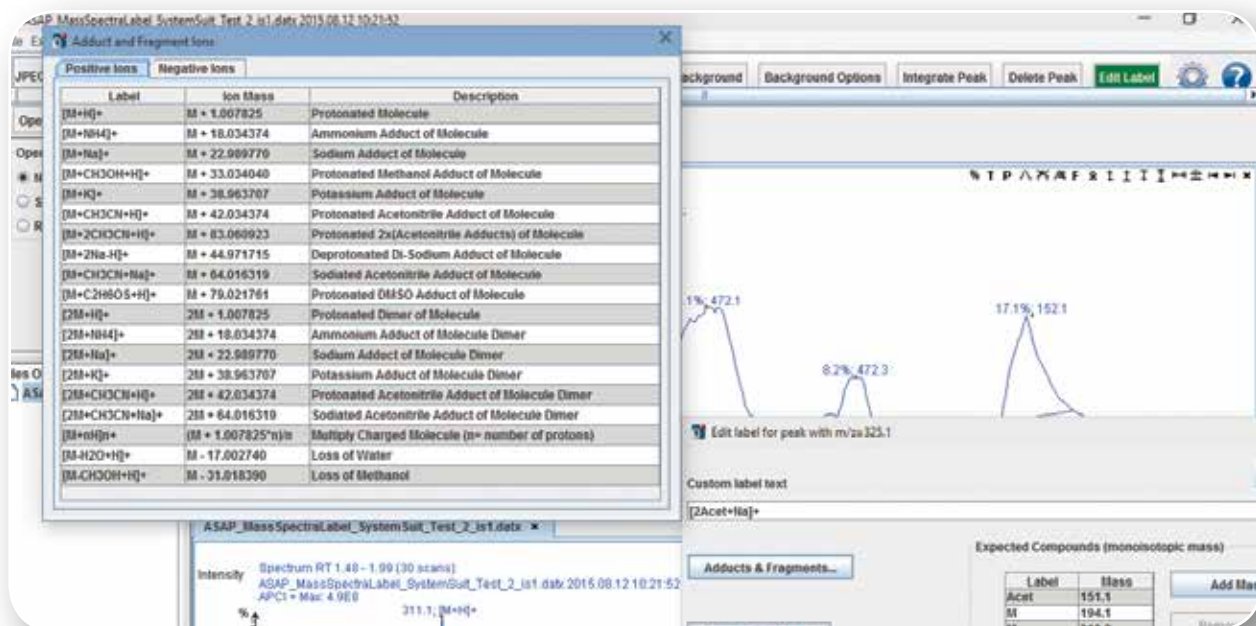 ASAP_MassSpectraLabel_SystemSuit_Test_2_is1.datx 2015.08.12 10:21:52
Adduct and Fragment Ions
Positive Ions Negative Ions
Label Ion Mass Description
[M+H]+ M + 1.007825 Protonated Molecule
[M+NH4]+ M + 18.034374 Ammonium Adduct of Molecule
[M+Na]+ M + 22.989770 Sodium Adduct of Molecule
[M+CH3OH+H]+ M + 33.034040 Protonated Methanol Adduct of Molecule
[M+K]+ M + 38.963707 Potassium Adduct of Molecule
[M+CH3CN+H]+ M + 42.034374 Protonated Acetonitrile Adduct of Molecule
[M+2CH3CN+H]+ M + 83.060923 Protonated 2x(Acetonitrile Adducts) of Molecule
[M+2Na-H]+ M + 44.971715 Deprotonated Di-Sodium Adduct of Molecule
[M+CH3CN+Na]+ M + 64.016319 Sodiated Acetonitrile Adduct of Molecule
[M+C2H6OS+H]+ M + 79.021761 Protonated DMSO Adduct of Molecule
[2M+H]+ 2M + 1.007825 Protonated Dimer of Molecule
[2M+NH4]+ 2M + 18.034374 Ammonium Adduct of Molecule Dimer
[2M+Na]+ 2M + 22.989770 Sodium Adduct of Molecule Dimer
[2M+K]+ 2M + 38.963707 Potassium Adduct of Molecule Dimer
[2M+CH3CN+H]+ 2M + 42.034374 Protonated Acetonitrile Adduct of Molecule Dimer
[2M+CH3CN+Na]+ 2M + 64.016319 Sodiated Acetonitrile Adduct of Molecule Dimer
[M+nH]n+ (M + 1.007825*n)/n Multiply Charged Molecule (n= number of protons)
[M-H2O+H]+ M - 17.002740 Loss of Water
[M-CH3OH+H]+ M - 31.018390 Loss of Methanol
JPEG
Ope
Oper
N
S
R
les O
ASA
ackground Background Options Integrate Peak Delete Peak Edit Label
1%; 472.1
8.2%; 472.3
17.1%; 152.1
Edit label for peak with m/z=325.1
Custom label text
[2Acet+Na]+
Adducts & Fragments...
Expected Compounds (monoisotopic mass)
Label Mass
Acet 151.1
M 194.1
Add Mas
ASAP_MassSpectraLabel_SystemSuit_Test_2_is1.datx
Intensity
Spectrum RT 1.48 - 1.99 (30 scans)
ASAP_MassSpectraLabel_SystemSuit_Test_2_is1.datx 2015.08.12 10:21:52
APCI + Max: 4.9E8
%
311.1; [M+H]+